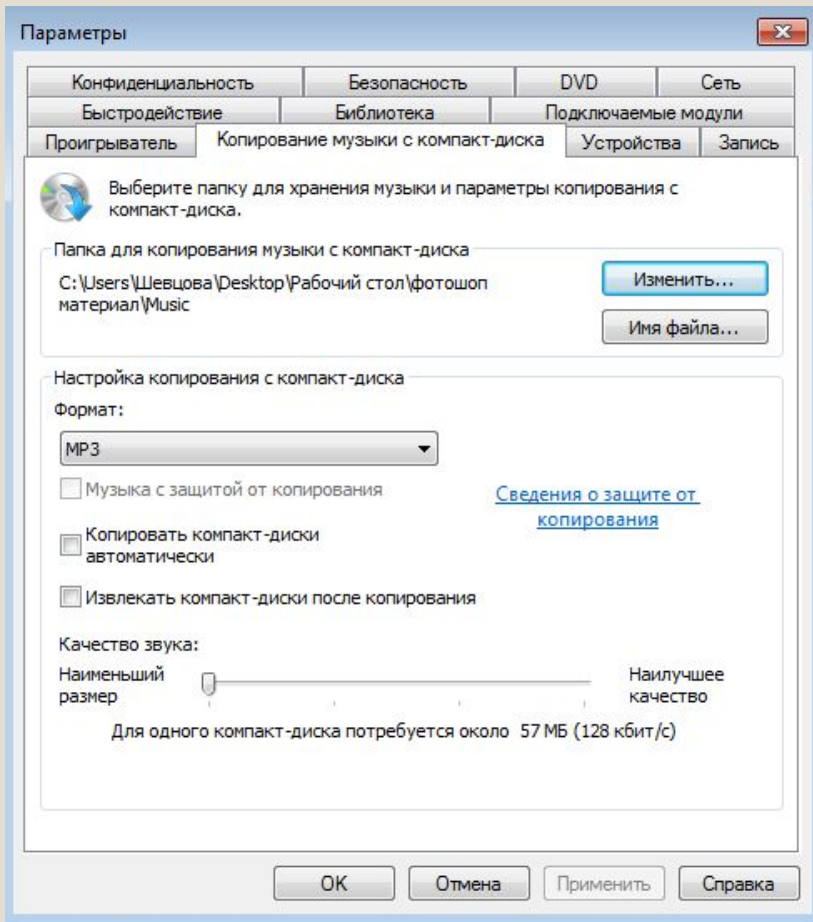 Параметры
Конфиденциальность Безопасность DVD Сеть
Быстродействие Библиотека Подключаемые модули
Проигрыватель Копирование музыки с компакт-диска Устройства Запись
Выберите папку для хранения музыки и параметры копирования с
компакт-диска.
Папка для копирования музыки с компакт-диска
C:\Users\Шевцова\Desktop\Рабочий стол\фотошоп
материал\Music
Изменить...
Имя файла...
Настройка копирования с компакт-диска
Формат:
MP3
Музыка с защитой от копирования
Сведения о защите от
копирования
Копировать компакт-диски
автоматически
Извлекать компакт-диски после копирования
Качество звука:
Наименьший
размер
Наилучшее
качество
Для одного компакт-диска потребуется около 57 МБ (128 кбит/с)
OK Отмена Применить Справка